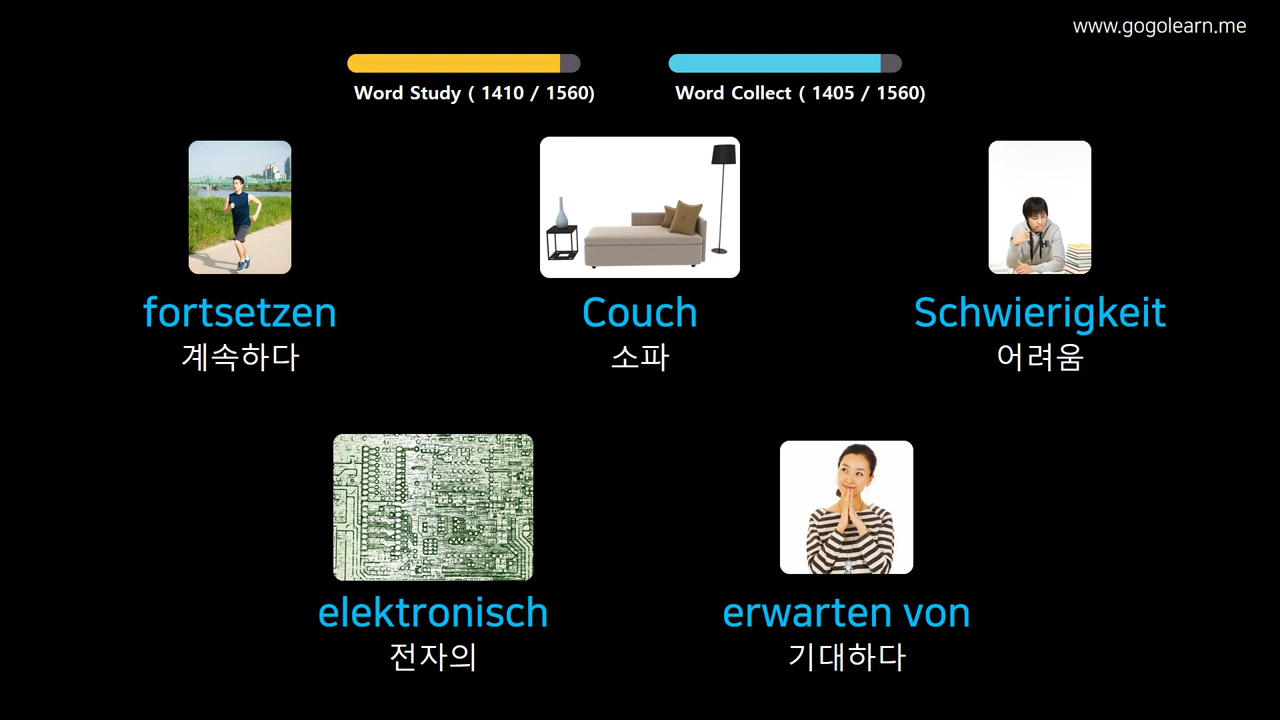 www.gogolearn.me
Word Study ( 1410 / 1560)
Word Collect ( 1405 / 1560)
fortsetzen
계속하다
Couch
소파
Schwierigkeit
어려움
elektronisch
전자의
erwarten von
기대하다